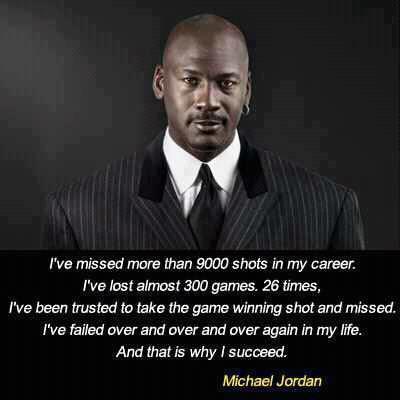 I've missed more than 9000 shots in my career.
I've lost almost 300 games. 26 times,
I've been trusted to take the game winning shot and missed.
I've failed over and over and over again in my life.
And that is why I succeed.
Michael Jordan